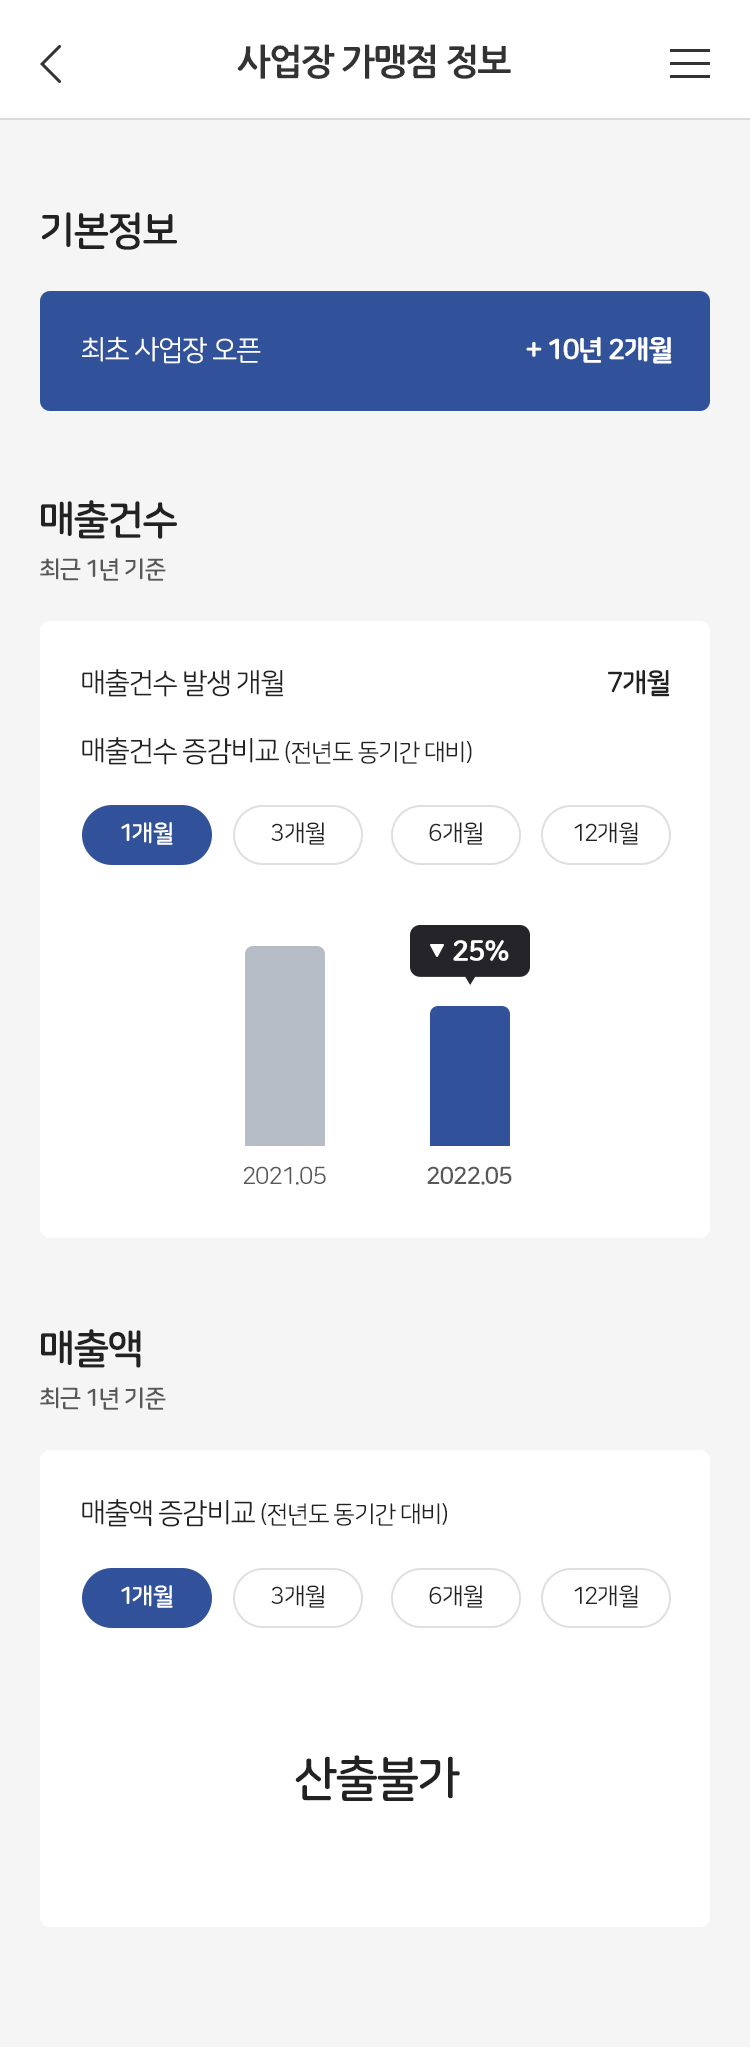 사업장 가맹점 정보
기본정보
최초 사업장 오픈 + 10년 2개월
매출건수
최근 1년 기준
매출건수 발생 개월 7개월
매출건수 증감비교 (전년도 동기간 대비)
1개월 3개월 6개월 12개월
▼ 25%
2021.05 2022.05
매출액
최근 1년 기준
매출액 증감비교 (전년도 동기간 대비)
1개월 3개월 6개월 12개월
산출불가